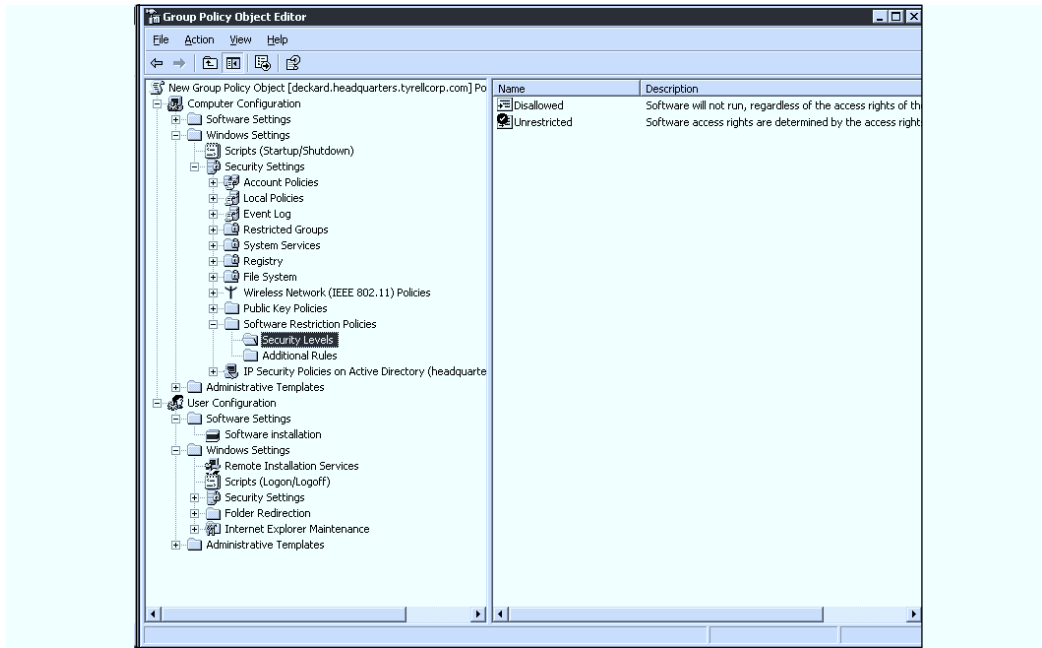 Group Policy Object Editor
File Action View Help
New Group Policy Object [deckard.headquarters.tyrellcorp.com] Po
Computer Configuration
Software Settings
Windows Settings
Scripts (Startup/Shutdown)
Security Settings
Account Policies
Local Policies
Event Log
Restricted Groups
System Services
Registry
File System
Wireless Network (IEEE 802.11) Policies
Public Key Policies
Software Restriction Policies
Security Levels
Additional Rules
IP Security Policies on Active Directory (headquarte
Administrative Templates
User Configuration
Software Settings
Software installation
Windows Settings
Remote Installation Services
Scripts (Logon/Logoff)
Security Settings
Folder Redirection
Internet Explorer Maintenance
Administrative Templates
Name Description
Disallowed Software will not run, regardless of the access rights of th
Unrestricted Software access rights are determined by the access right